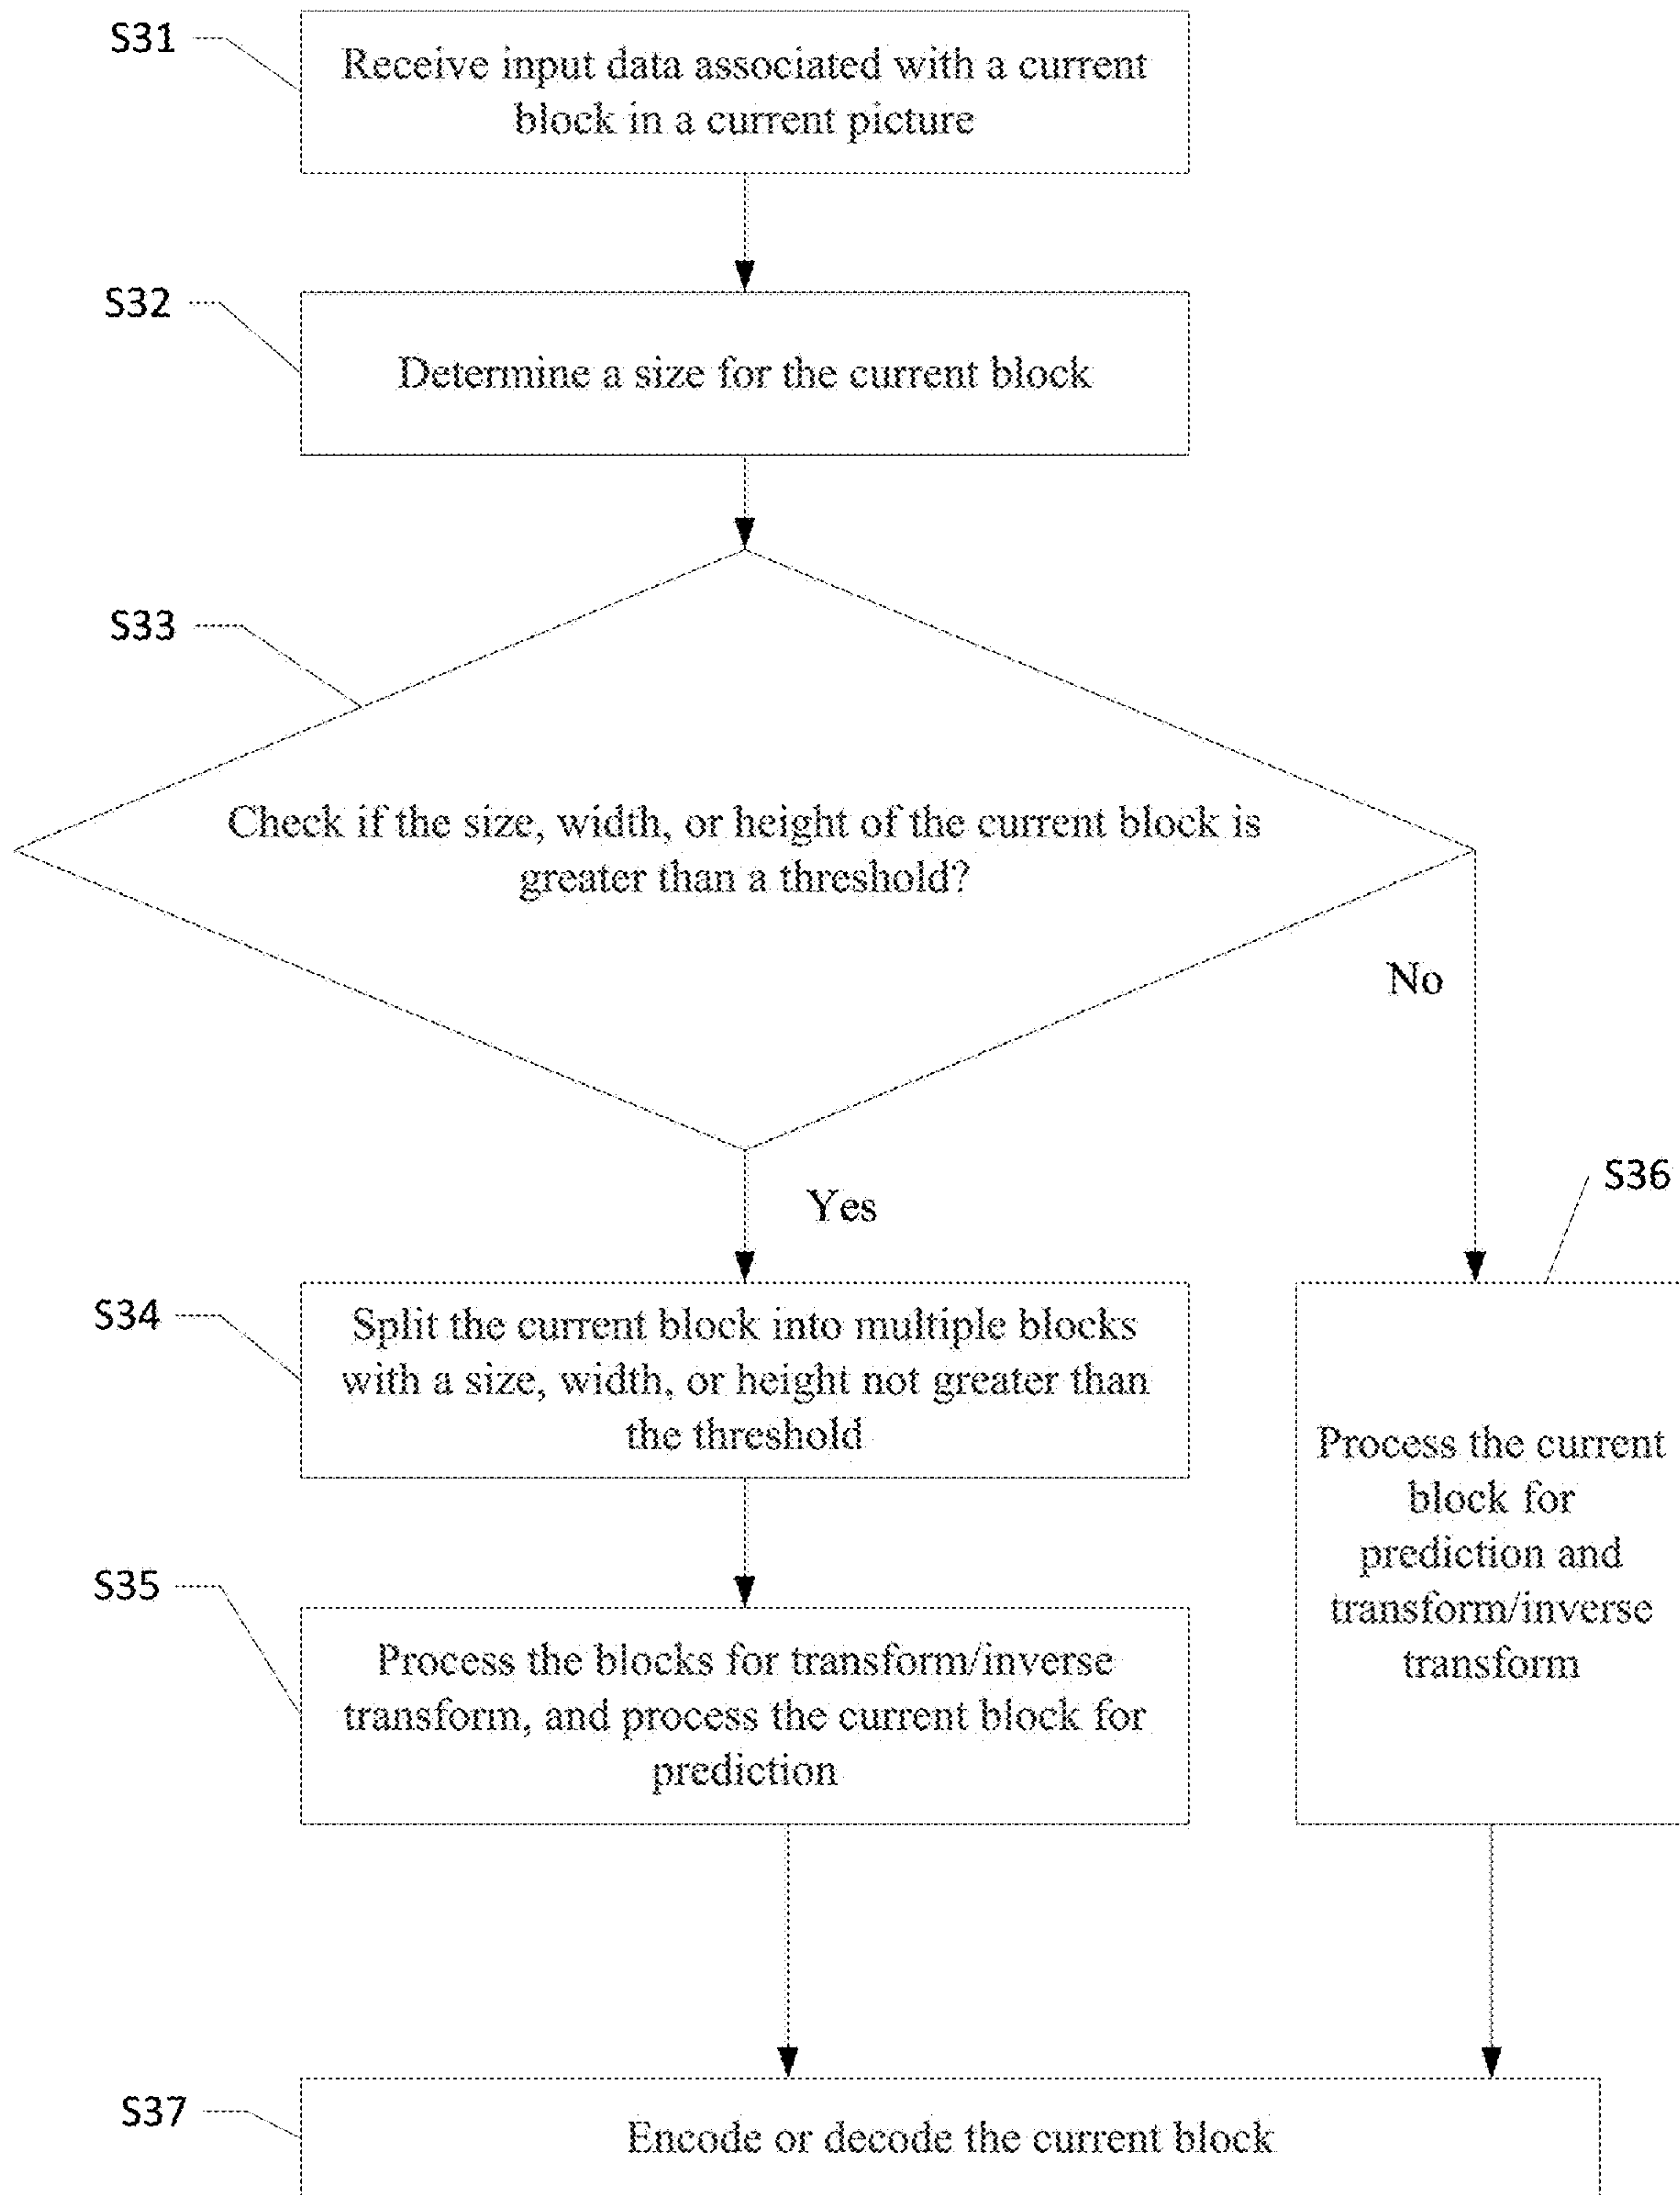 S31
Receive input data associated with a current
block in a current picture
S32
Determine a size for the current block
S33
Check if the size, width, or height of the current block is
greater than a threshold?
No
Yes
S36
S34
Split the current block into multiple blocks
with a size, width, or height not greater than
the threshold
Process the current
block for
prediction and
transform/inverse
transform
S35
Process the blocks for transform/inverse
transform, and process the current block for
prediction
S37
Encode or decode the current block